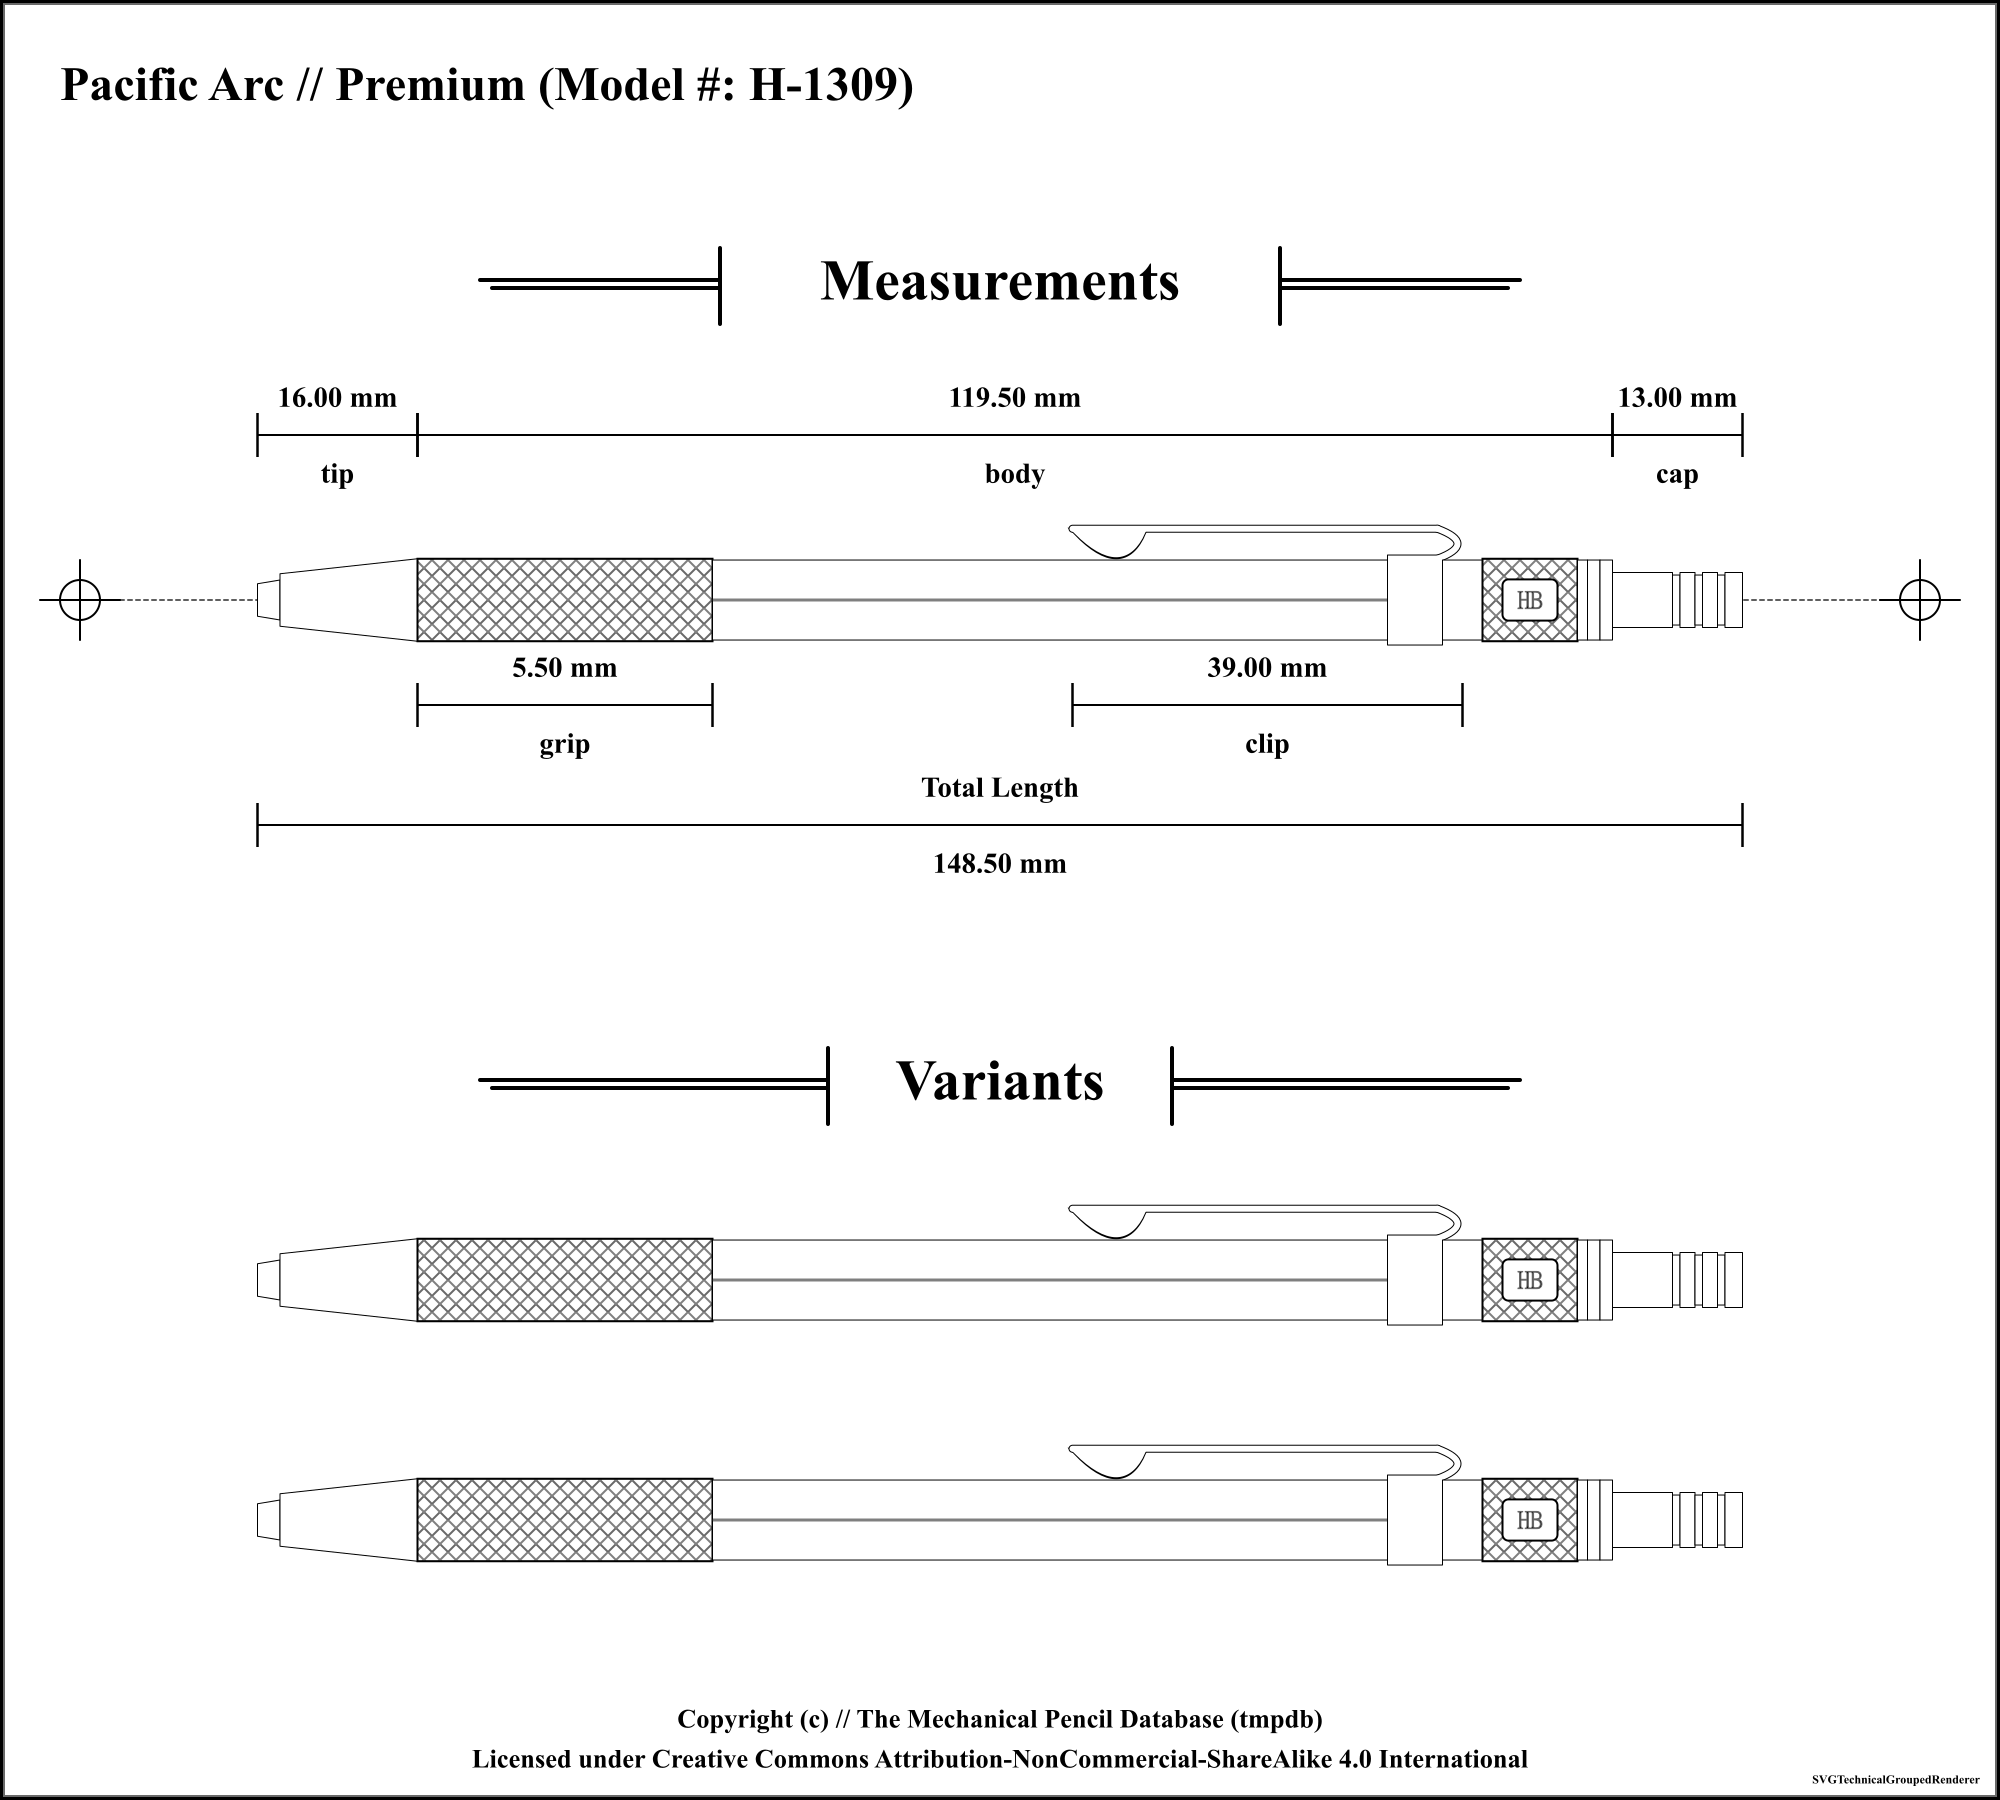 Pacific Arc // Premium (Model #: H-1309)
Measurements
16.00 mm
119.50 mm
13.00 mm
tip
body
cap
HB
5.50 mm
39.00 mm
grip
clip
Total Length
148.50 mm
Variants
HB
HB
Copyright (c) // The Mechanical Pencil Database (tmpdb)
Licensed under Creative Commons Attribution-NonCommercial-ShareAlike 4.0 International
SVGTechnicalGroupedRenderer